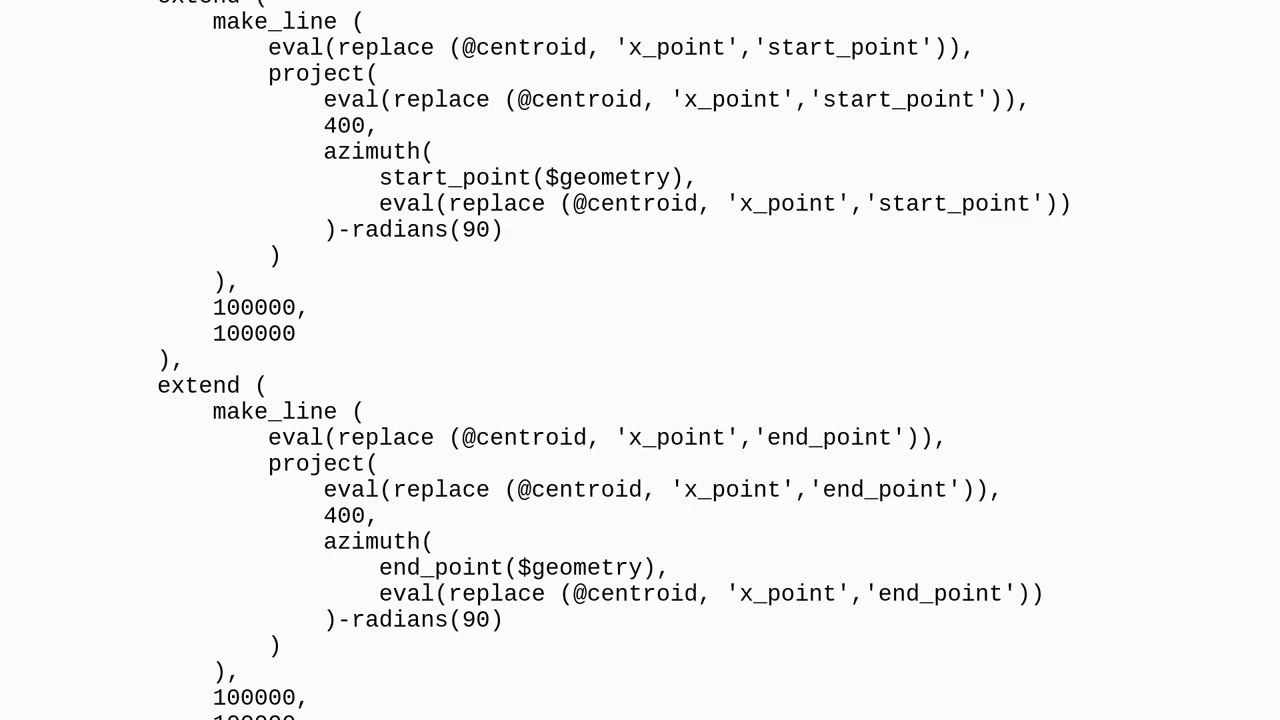 extend (
make_line (
eval(replace (@centroid, 'x_point','start_point')),
project(
eval(replace (@centroid, 'x_point','start_point')),
400,
azimuth(
start_point($geometry),
eval(replace (@centroid, 'x_point','start_point'))
)-radians(90)
)
),
100000,
100000
),
extend (
make_line (
eval(replace (@centroid, 'x_point','end_point')),
project(
eval(replace (@centroid, 'x_point','end_point')),
400,
azimuth(
end_point($geometry),
eval(replace (@centroid, 'x_point','end_point'))
)-radians(90)
)
),
100000,
100000